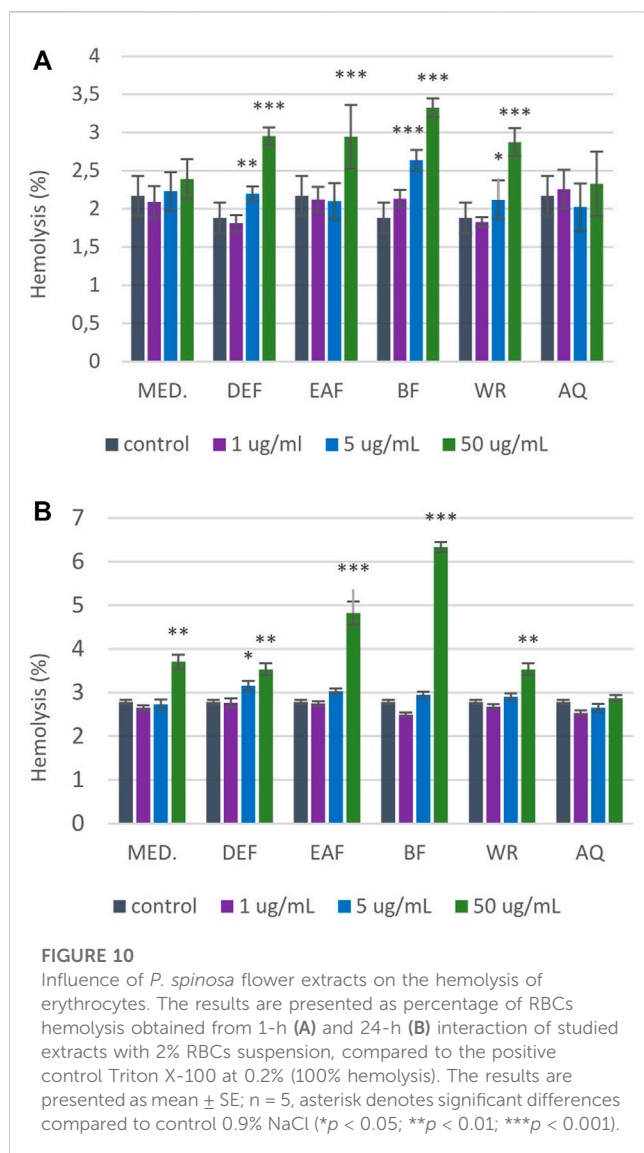 A
4
3,5
3
2,5
2
1,5
1
0,5
0
Hemolysis (%)
** *** *** *** *** * ***
MED. DEF EAF BF WR AQ
control 1 ug/ml 5 ug/mL 50 ug/mL
B
7
6
5
4
3
2
1
0
Hemolysis (%)
** * ** *** *** **
MED. DEF EAF BF WR AQ
control 1 ug/mL 5 ug/mL 50 ug/mL
FIGURE 10
Influence of P. spinosa flower extracts on the hemolysis of
erythrocytes. The results are presented as percentage of RBCs
hemolysis obtained from 1-h (A) and 24-h (B) interaction of studied
extracts with 2% RBCs suspension, compared to the positive
control Triton X-100 at 0.2% (100% hemolysis). The results are
presented as mean ± SE; n = 5, asterisk denotes significant differences
compared to control 0.9% NaCl (*p < 0.05; **p < 0.01; ***p < 0.001).